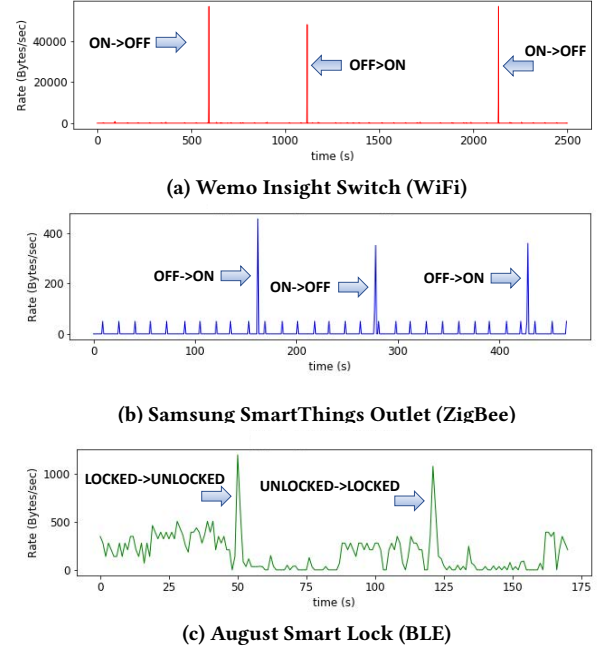 40000
20000
0
Rate (Bytes/sec)
ON->OFF
OFF>ON
ON->OFF
0 500 1000 1500 2000 2500
time (s)
(a) Wemo Insight Switch (WiFi)
400
200
0
Rate (Bytes/sec)
OFF->ON
ON->OFF
OFF->ON
0 100 200 300 400
time (s)
(b) Samsung SmartThings Outlet (ZigBee)
1000
500
0
Rate (Bytes/sec)
LOCKED->UNLOCKED
UNLOCKED->LOCKED
0 25 50 75 100 125 150 175
time (s)
(c) August Smart Lock (BLE)